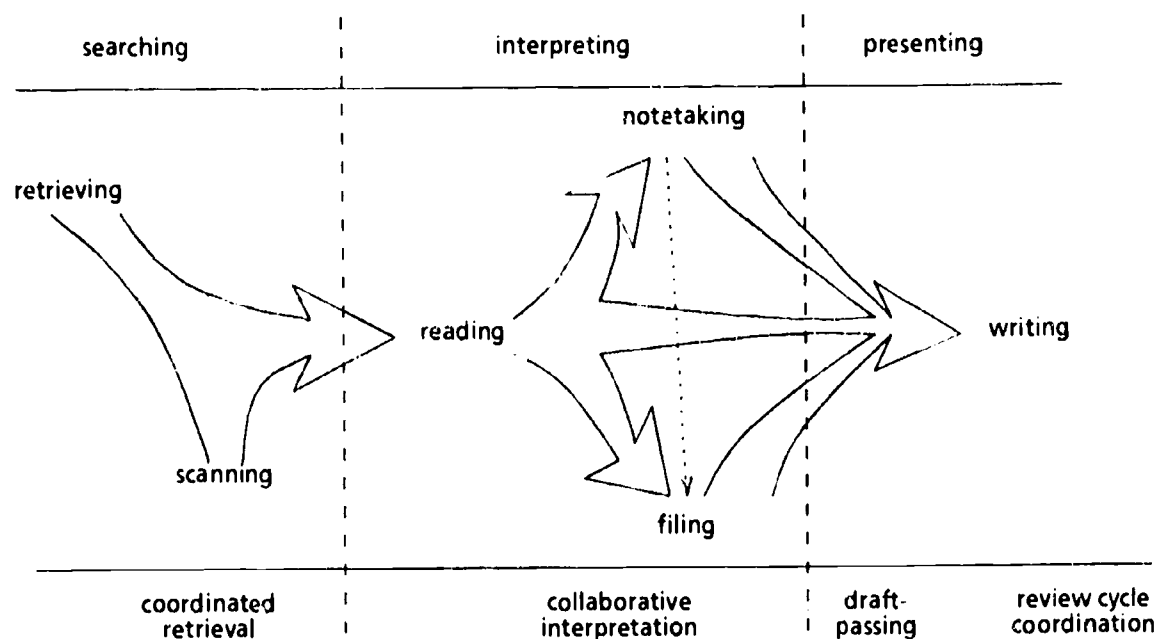 searching
interpreting
presenting
notetaking
retrieving
reading
writing
scanning
filing
coordinated
retrieval
collaborative
interpretation
draft-
passing
review cycle
coordination